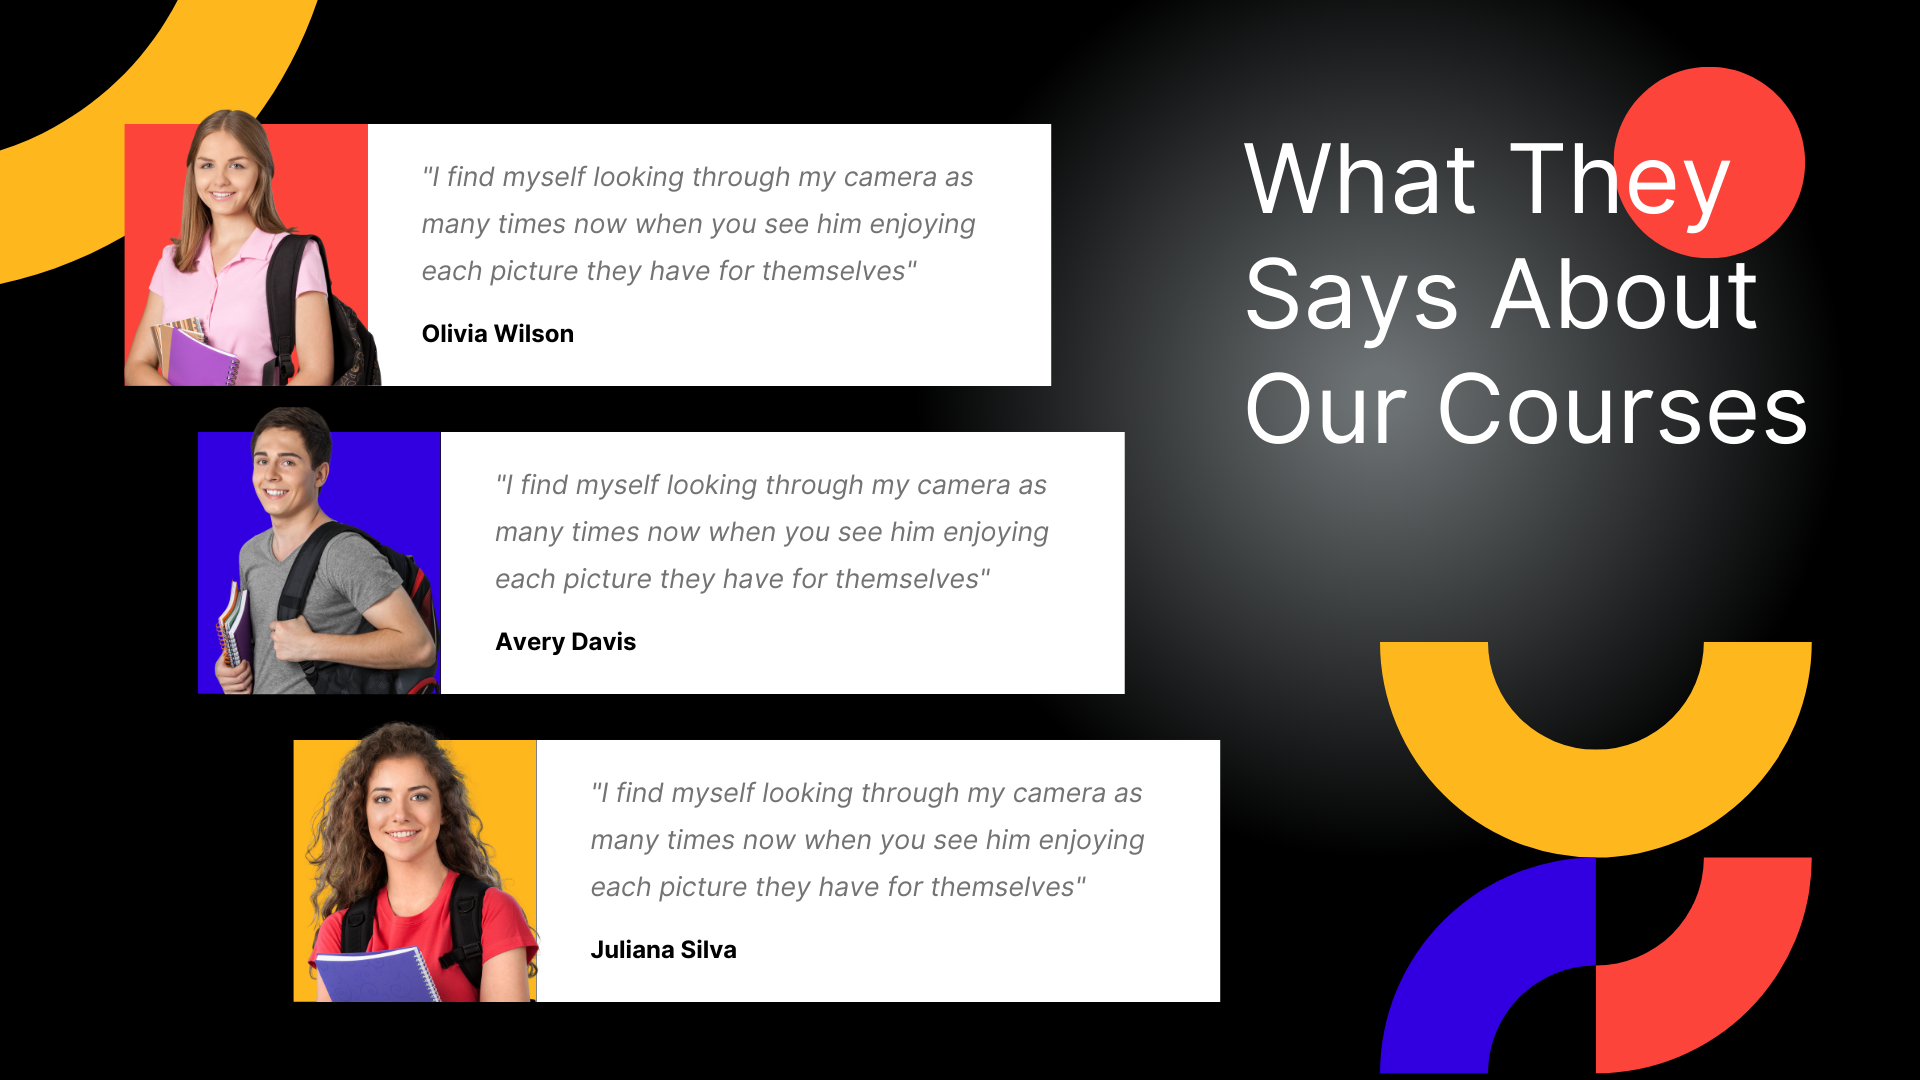 What They
Says About
Our Courses
"I find myself looking through my camera as
many times now when you see him enjoying
each picture they have for themselves"
Olivia Wilson
"I find myself looking through my camera as
many times now when you see him enjoying
each picture they have for themselves"
Avery Davis
"I find myself looking through my camera as
many times now when you see him enjoying
each picture they have for themselves"
Juliana Silva